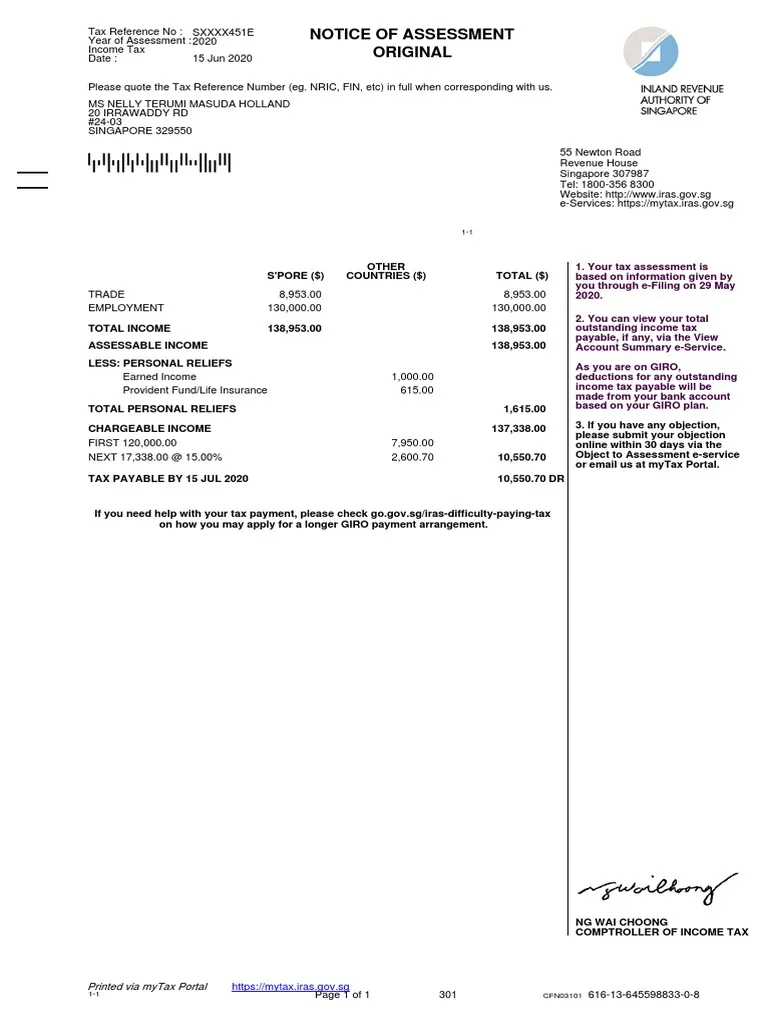 Tax Reference No : SXXXX451E
Year of Assessment : 2020
Income Tax
Date : 15 Jun 2020
NOTICE OF ASSESSMENT
ORIGINAL
INLAND REVENUE
AUTHORITY OF
SINGAPORE
Please quote the Tax Reference Number (eg. NRIC, FIN, etc) in full when corresponding with us.
MS NELLY TERUMI MASUDA HOLLAND
20 IRRAWADDY RD
#24-03
SINGAPORE 329550
55 Newton Road
Revenue House
Singapore 307987
Tel: 1800-356 8300
Website: http://www.iras.gov.sg
e-Services: https://mytax.iras.gov.sg
1-1
S'PORE ($) OTHER COUNTRIES ($) TOTAL ($)
TRADE 8,953.00 8,953.00
EMPLOYMENT 130,000.00 130,000.00
TOTAL INCOME 138,953.00 138,953.00
ASSESSABLE INCOME 138,953.00
LESS: PERSONAL RELIEFS
Earned Income 1,000.00
Provident Fund/Life Insurance 615.00
TOTAL PERSONAL RELIEFS 1,615.00
CHARGEABLE INCOME 137,338.00
FIRST 120,000.00 7,950.00
NEXT 17,338.00 @ 15.00% 2,600.70 10,550.70
TAX PAYABLE BY 15 JUL 2020 10,550.70 DR
If you need help with your tax payment, please check go.gov.sg/iras-difficulty-paying-tax
on how you may apply for a longer GIRO payment arrangement.
1. Your tax assessment is
based on information given by
you through e-Filing on 29 May
2020.
2. You can view your total
outstanding income tax
payable, if any, via the View
Account Summary e-Service.
As you are on GIRO,
deductions for any outstanding
income tax payable will be
made from your bank account
based on your GIRO plan.
3. If you have any objection,
please submit your objection
online within 30 days via the
Object to Assessment e-service
or email us at myTax Portal.
NG WAI CHOONG
COMPTROLLER OF INCOME TAX
Printed via myTax Portal https://mytax.iras.gov.sg
1-1 Page 1 of 1 301 CFN03101 616-13-645598833-0-8